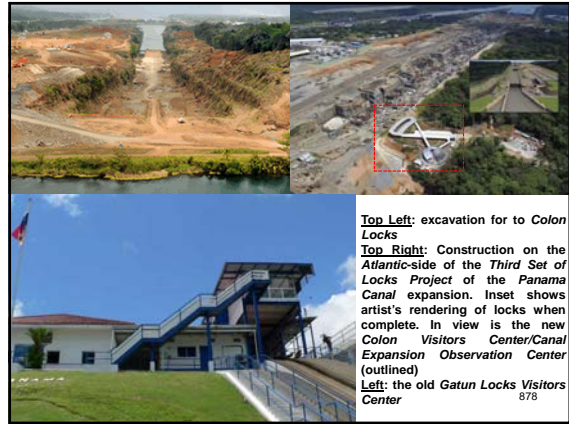 Top Left: excavation for to Colon
Locks
Top Right: Construction on the
Atlantic-side of the Third Set of
Locks Project of the Panama
Canal expansion. Inset shows
artist's rendering of locks when
complete. In view is the new
Colon Visitors Center/Canal
Expansion Observation Center
(outlined)
Left: the old Gatun Locks Visitors
Center
878